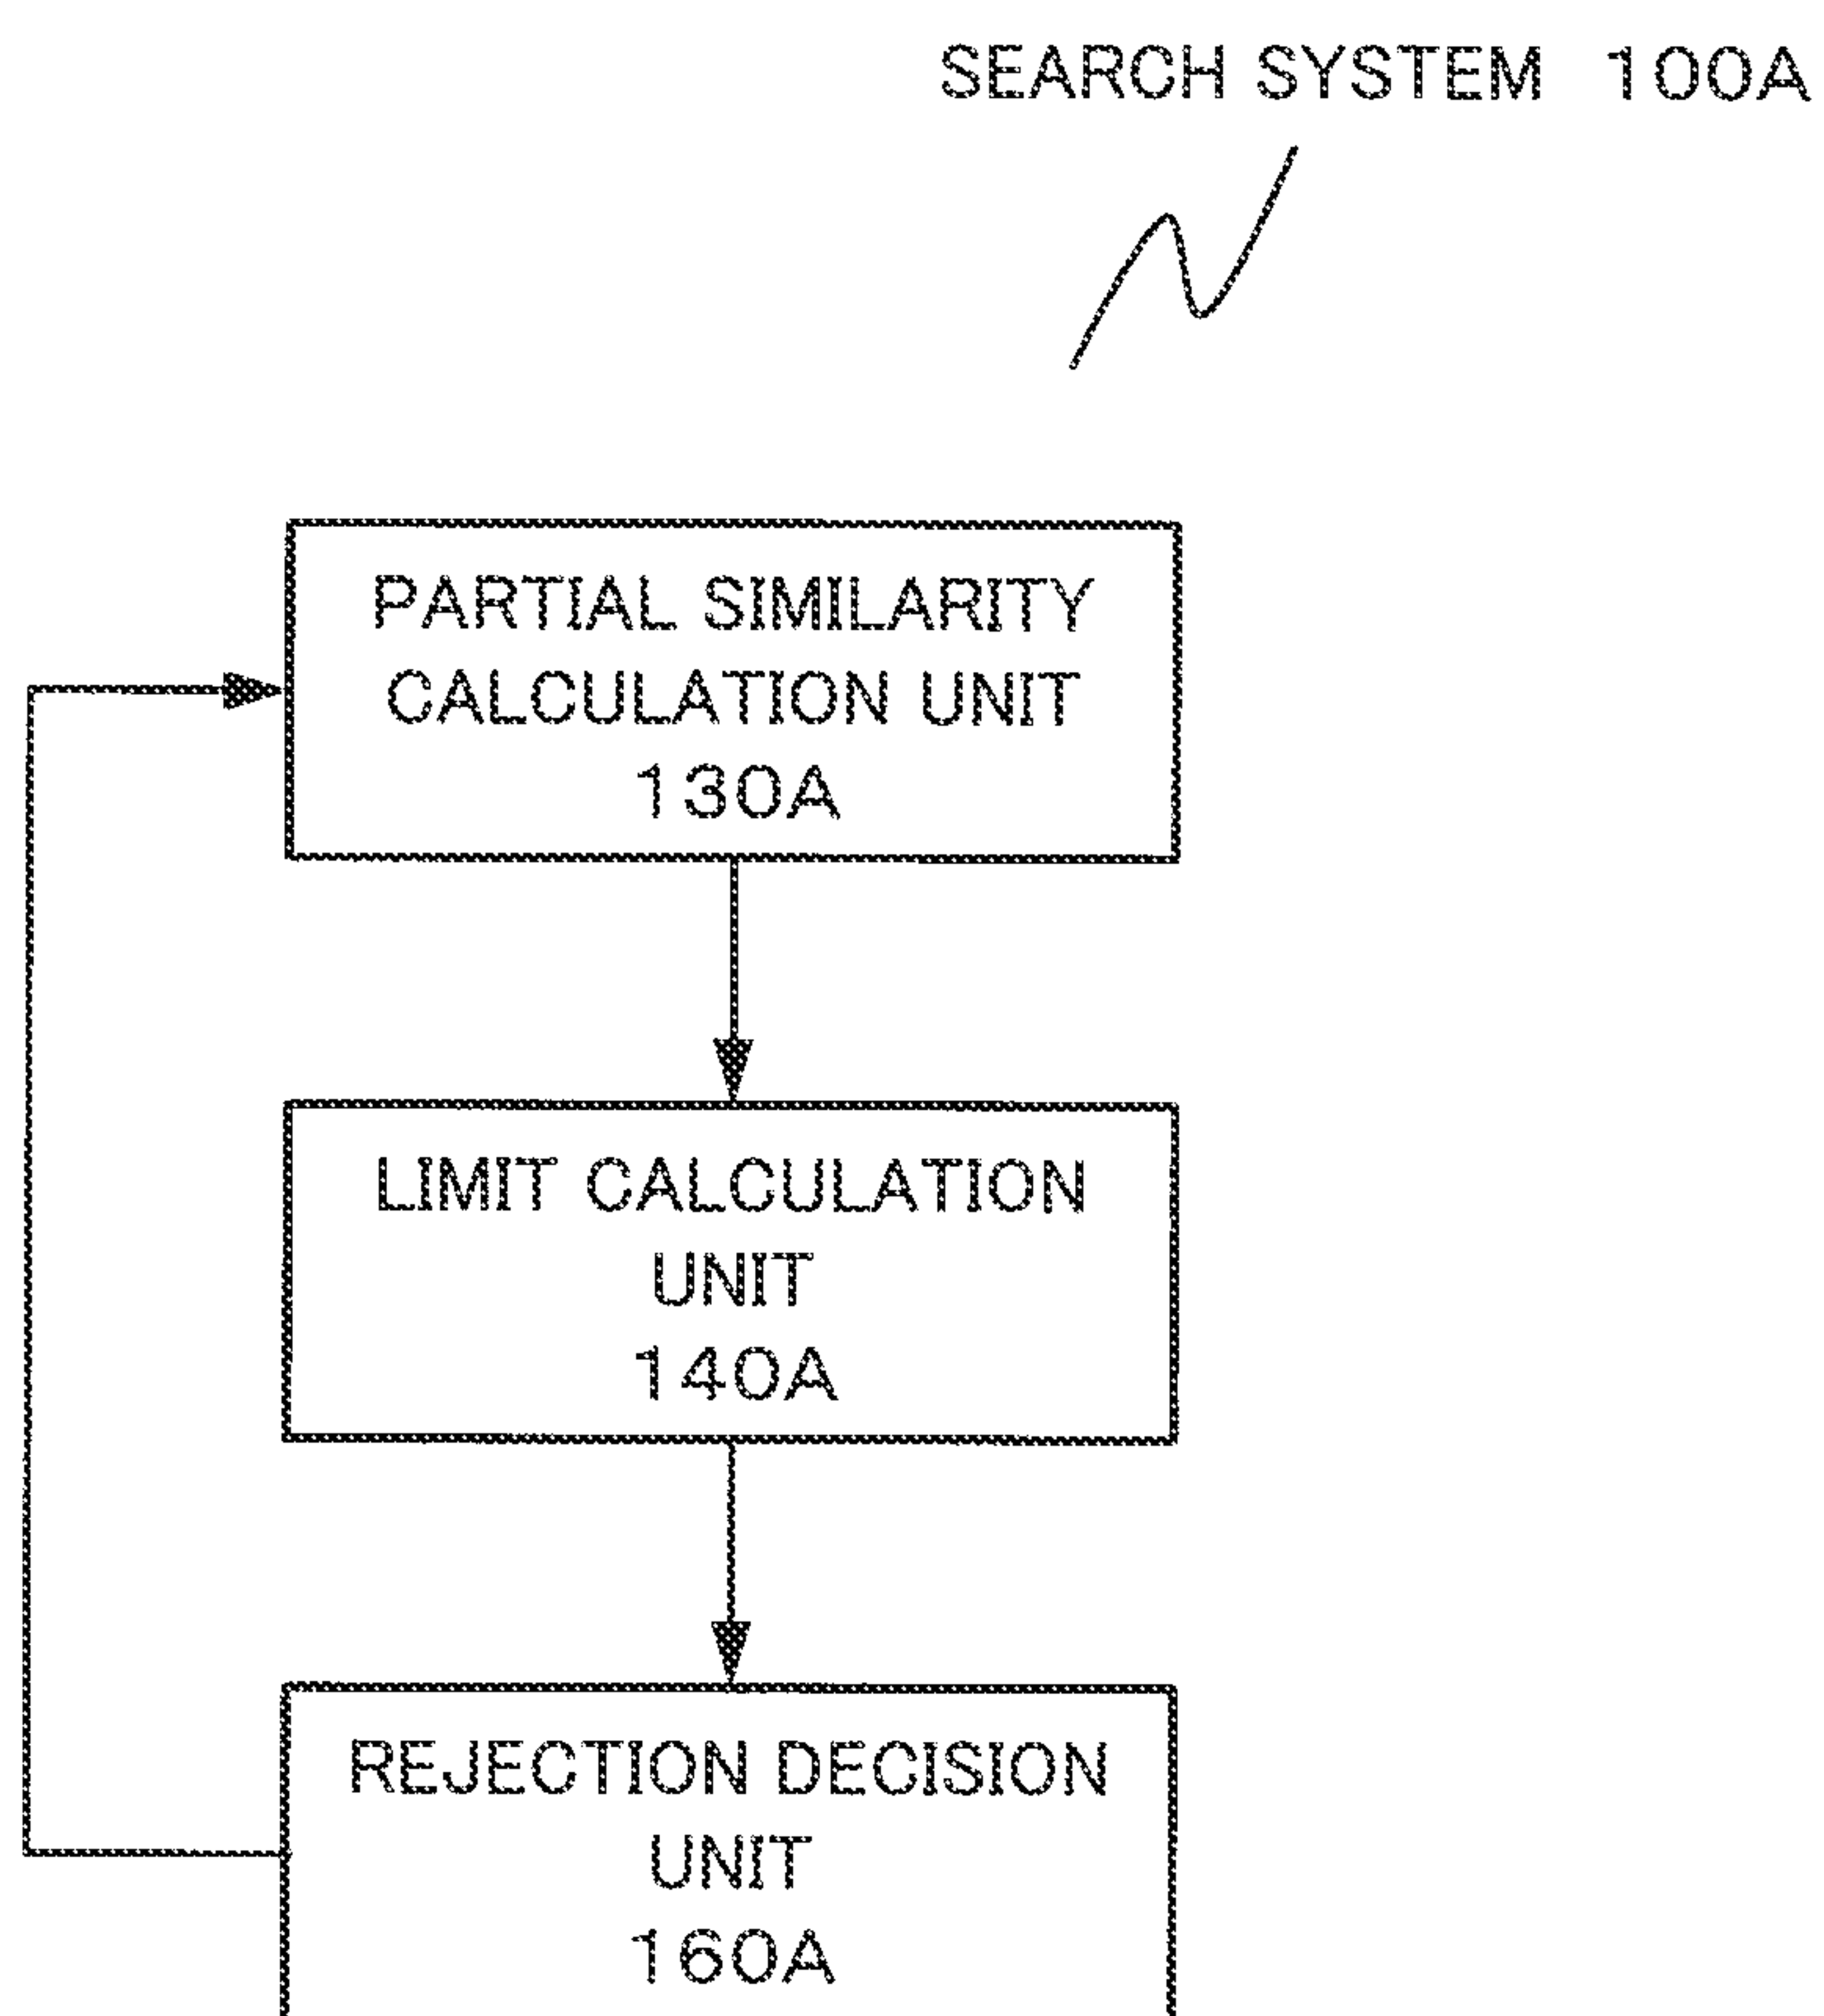 SEARCH SYSTEM 100A
PARTIAL SIMILARITY
CALCULATION UNIT
130A
LIMIT CALCULATION
UNIT
140A
REJECTION DECISION
UNIT
160A